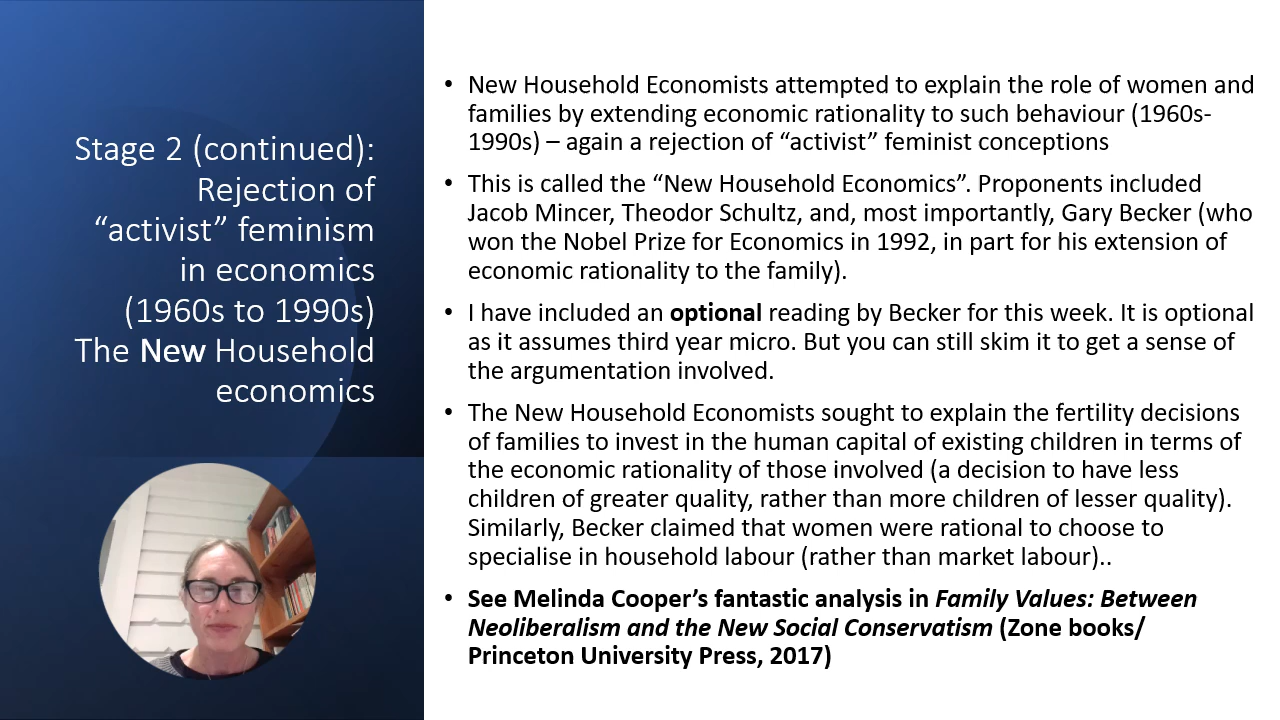 Stage 2 (continued):
Rejection of
“activist” feminism
in economics
(1960s to 1990s)
The New Household
economics
• New Household Economists attempted to explain the role of women and
families by extending economic rationality to such behaviour (1960s-
1990s) – again a rejection of “activist” feminist conceptions
• This is called the “New Household Economics”. Proponents included
Jacob Mincer, Theodor Schultz, and, most importantly, Gary Becker (who
won the Nobel Prize for Economics in 1992, in part for his extension of
economic rationality to the family).
• I have included an optional reading by Becker for this week. It is optional
as it assumes third year micro. But you can still skim it to get a sense of
the argumentation involved.
• The New Household Economists sought to explain the fertility decisions
of families to invest in the human capital of existing children in terms of
the economic rationality of those involved (a decision to have less
children of greater quality, rather than more children of lesser quality).
Similarly, Becker claimed that women were rational to choose to
specialise in household labour (rather than market labour)..
• See Melinda Cooper’s fantastic analysis in Family Values: Between
Neoliberalism and the New Social Conservatism (Zone books/
Princeton University Press, 2017)